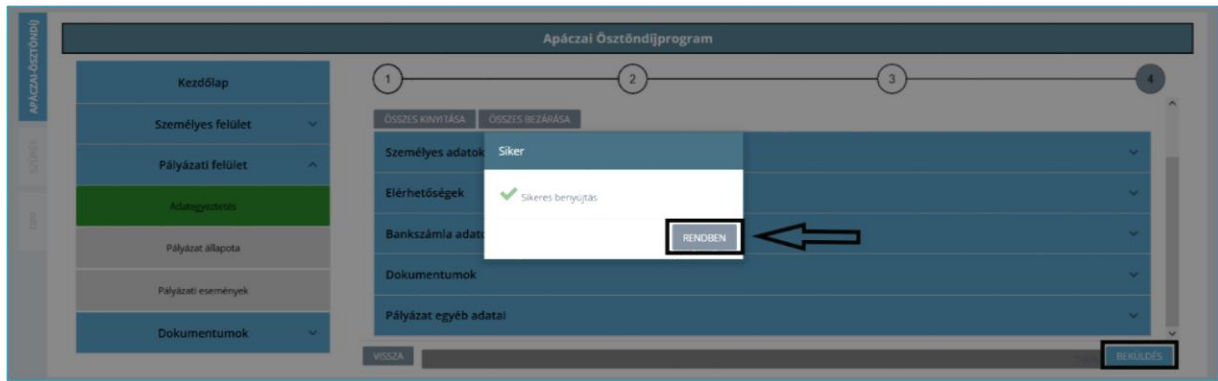 APÁCZAI-ÖSZTÖNDÍJ
Apáczai Ösztöndíjprogram
Kezdőlap
Személyes felület
Pályázati felület
Adategyeztetés
Pályázat állapota
Pályázati események
Dokumentumok
1
2
3
4
ÖSSZES KINYITÁSA
ÖSSZES BEZÁRÁSA
Személyes adatok
Elérhetőségek
Bankszámla adato
Dokumentumok
Pályázat egyéb adatai
Siker
Sikeres benyújtás
RENDBEN
VISSZA
BEKÜLDÉS